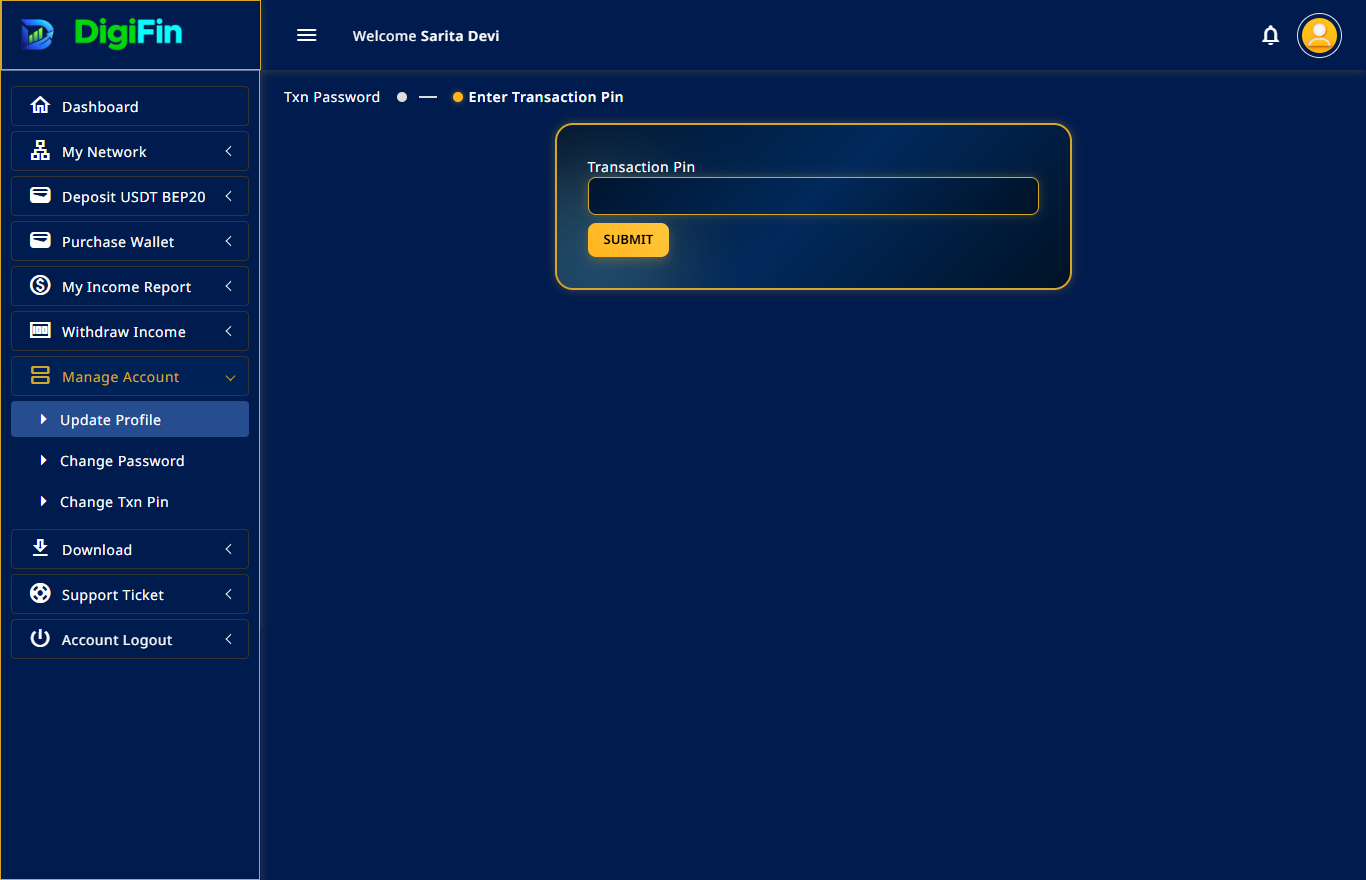 DigiFin
Welcome Sarita Devi
Txn Password
Enter Transaction Pin
Dashboard
My Network
Deposit USDT BEP20
Purchase Wallet
My Income Report
Withdraw Income
Manage Account
Update Profile
Change Password
Change Txn Pin
Download
Support Ticket
Account Logout
Transaction Pin
SUBMIT